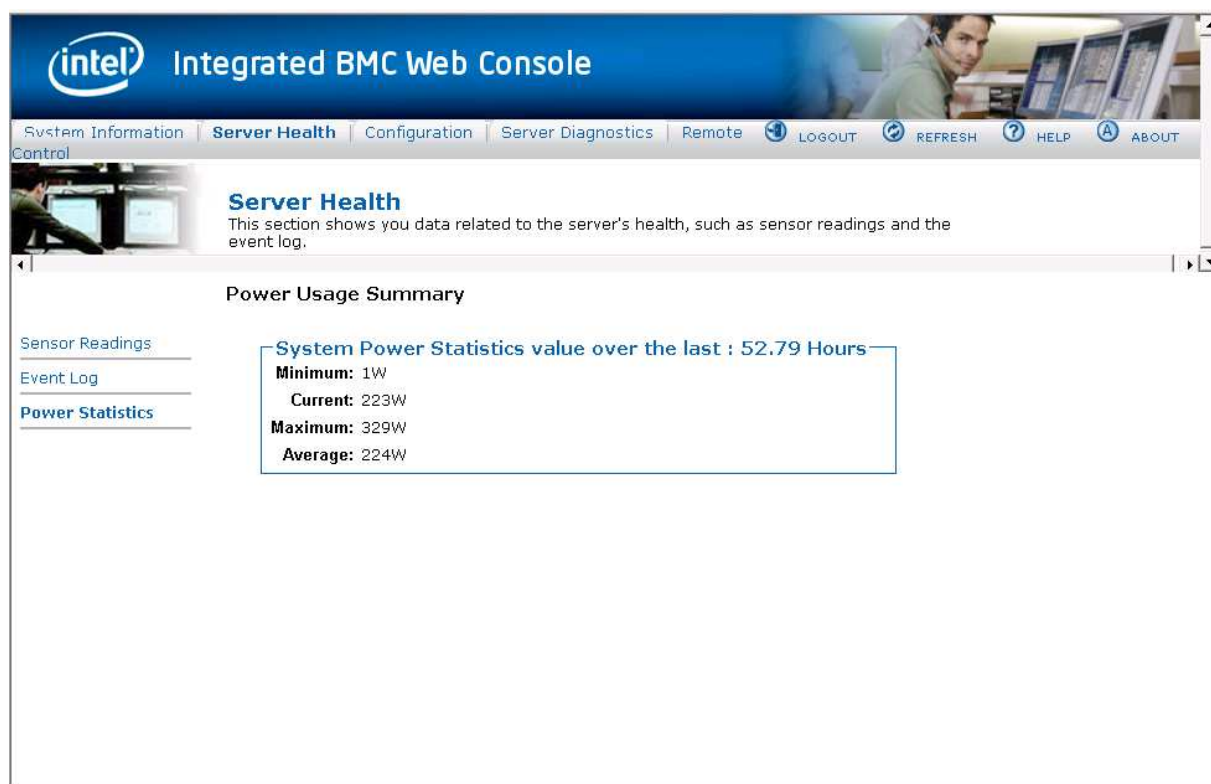 intel Integrated BMC Web Console
System Information Server Health Configuration Server Diagnostics Remote LOGOUT REFRESH ? HELP A ABOUT
Control
Server Health
This section shows you data related to the server's health, such as sensor readings and the
event log.
Power Usage Summary
Sensor Readings
Event Log
Power Statistics
System Power Statistics value over the last : 52.79 Hours
Minimum: 1W
Current: 223W
Maximum: 329W
Average: 224W